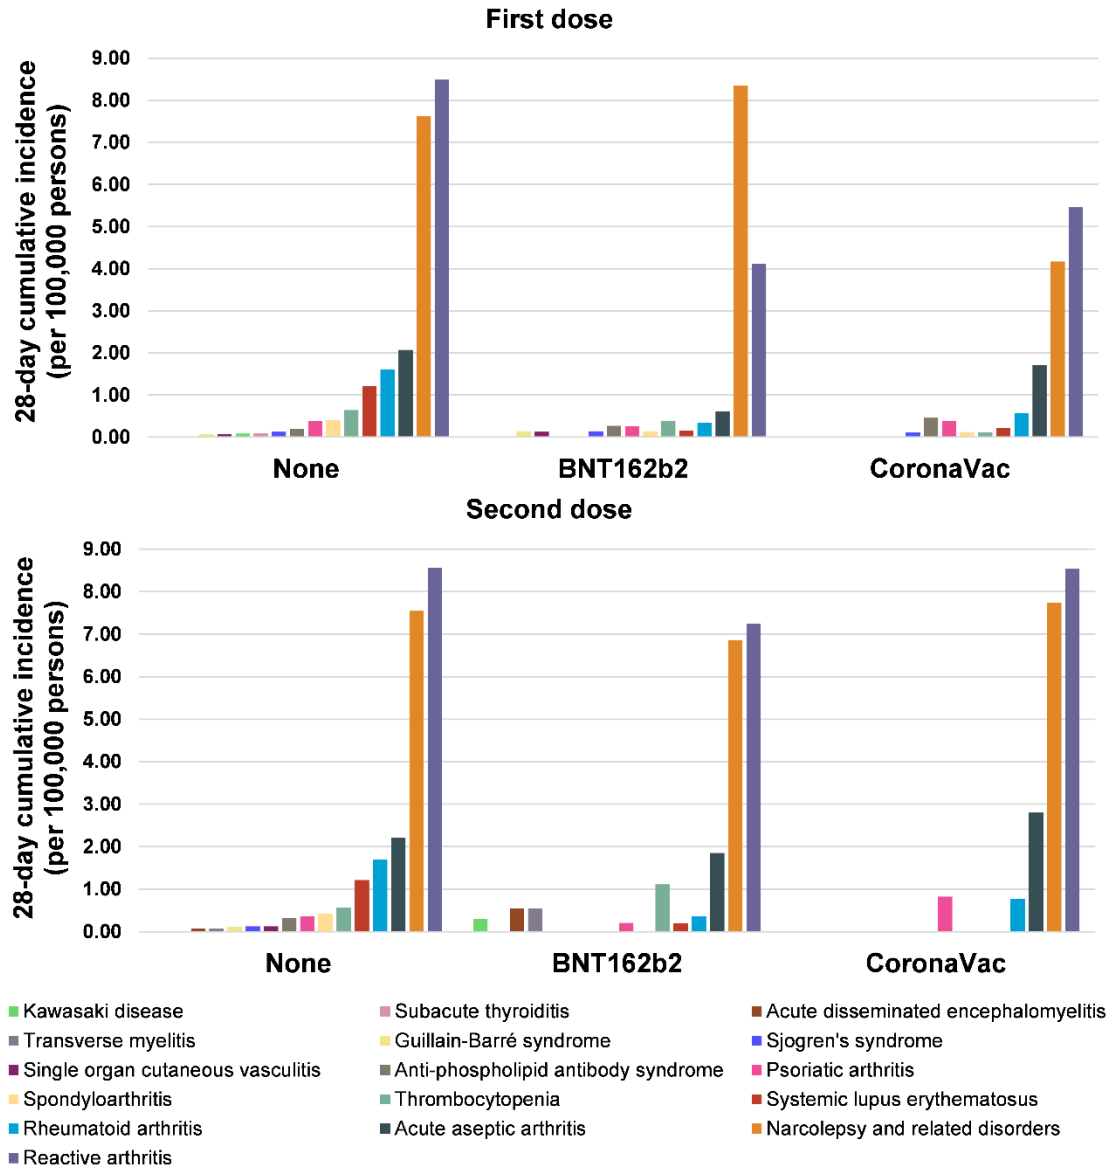 First dose
28-day cumulative incidence
(per 100,000 persons)
9.00
8.00
7.00
6.00
5.00
4.00
3.00
2.00
1.00
0.00
None BNT162b2 CoronaVac
Second dose
28-day cumulative incidence
(per 100,000 persons)
9.00
8.00
7.00
6.00
5.00
4.00
3.00
2.00
1.00
0.00
None BNT162b2 CoronaVac
Kawasaki disease Subacute thyroiditis Acute disseminated encephalomyelitis
Transverse myelitis Guillain-Barré syndrome Sjogren's syndrome
Single organ cutaneous vasculitis Anti-phospholipid antibody syndrome Psoriatic arthritis
Spondyloarthritis Thrombocytopenia Systemic lupus erythematosus
Rheumatoid arthritis Acute aseptic arthritis Narcolepsy and related disorders
Reactive arthritis